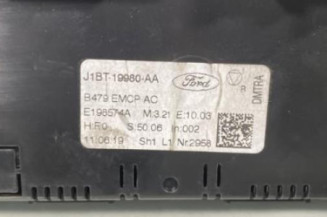 J1BT-19980-AA
Ford
R
B479 EMCP AC
E198574A M:3.21 E:10.03
H:R0 S:50.06 In:002
11.06.19 Sh1 L1 Nr:2958
DMTRA